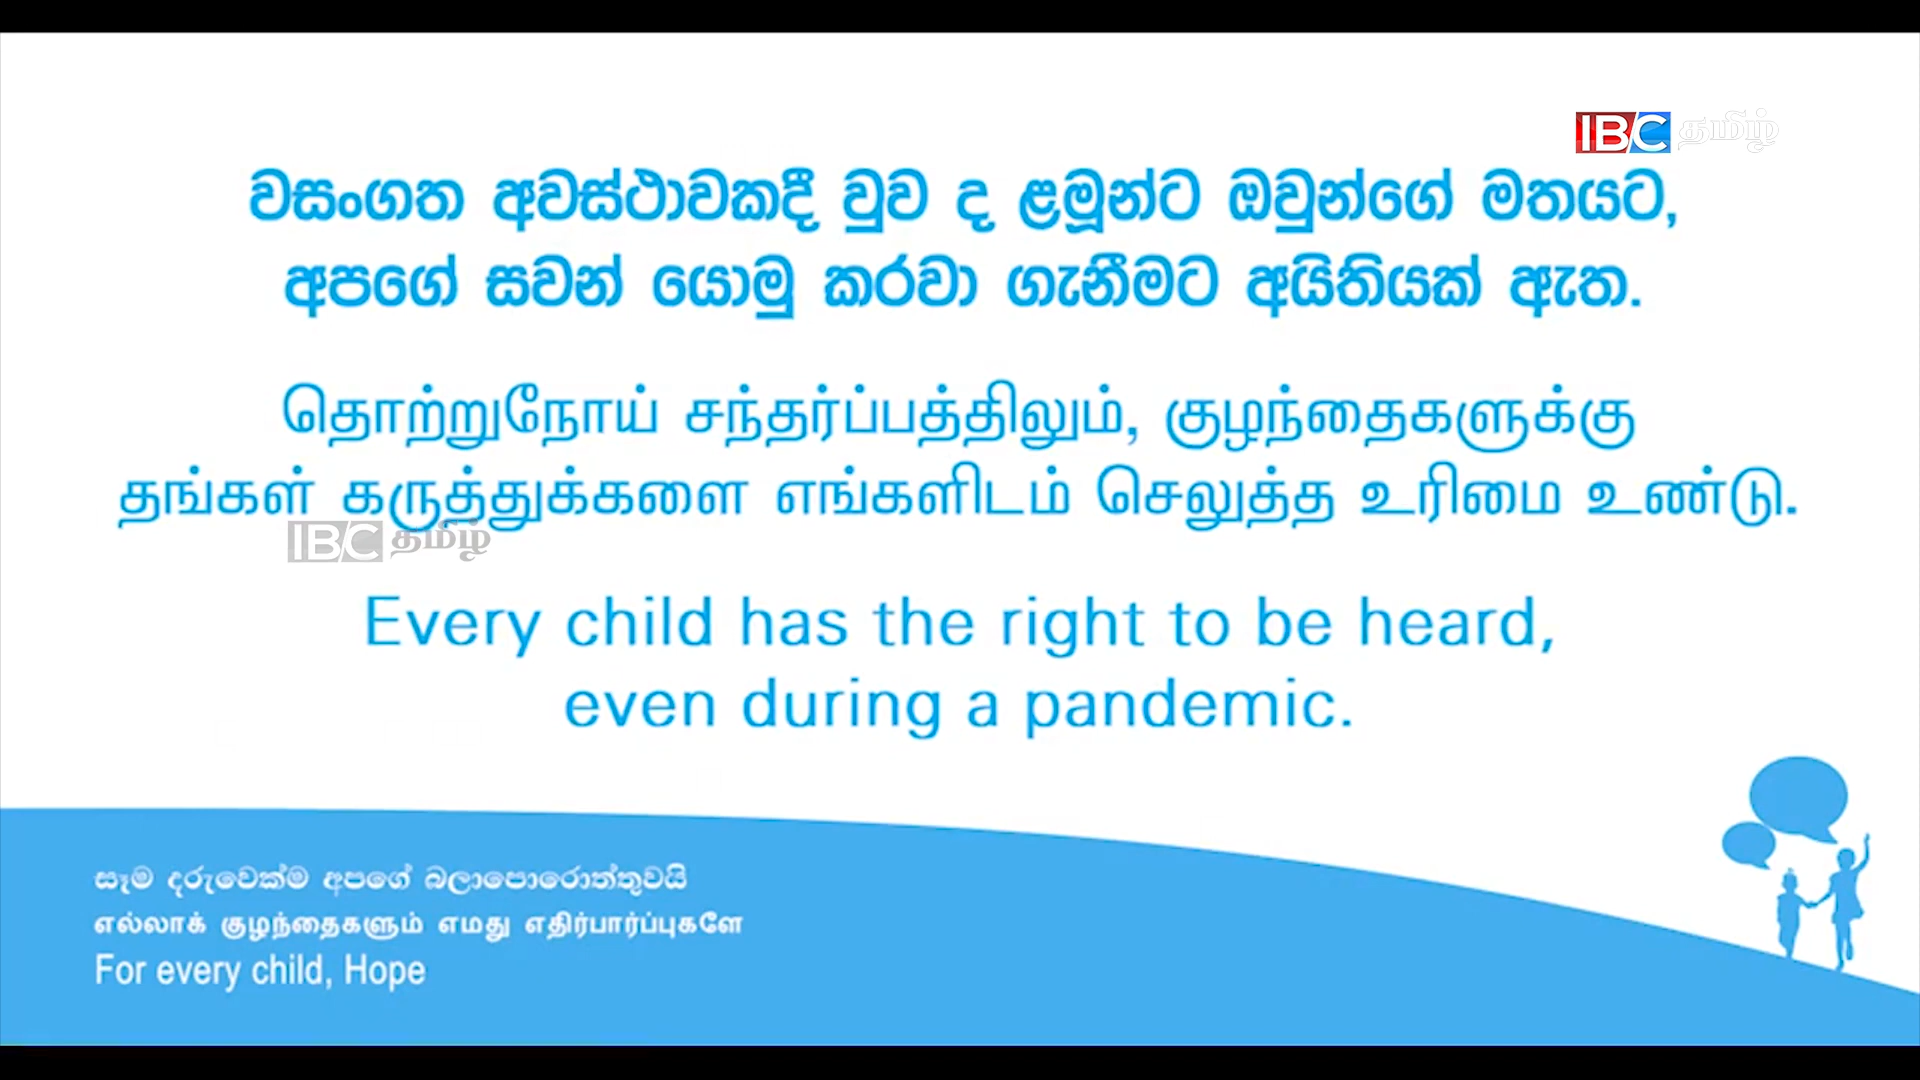 IBC தமிழ்
වසංගත අවස්ථාවකදී වුව ද ළමුන්ට ඔවුන්ගේ මතයට,
අපගේ සවන් යොමු කරවා ගැනීමට අයිතියක් ඇත.
தொற்றுநோய் சந்தர்ப்பத்திலும், குழந்தைகளுக்கு
தங்கள் கருத்துக்களை எங்களிடம் செலுத்த உரிமை உண்டு.
IBC தமிழ்
Every child has the right to be heard,
even during a pandemic.
සෑම දරුවෙක්ම අපගේ බලාපොරොත්තුවයි
எல்லாக் குழந்தைகளும் எமது எதிர்பார்ப்புகளே
For every child, Hope